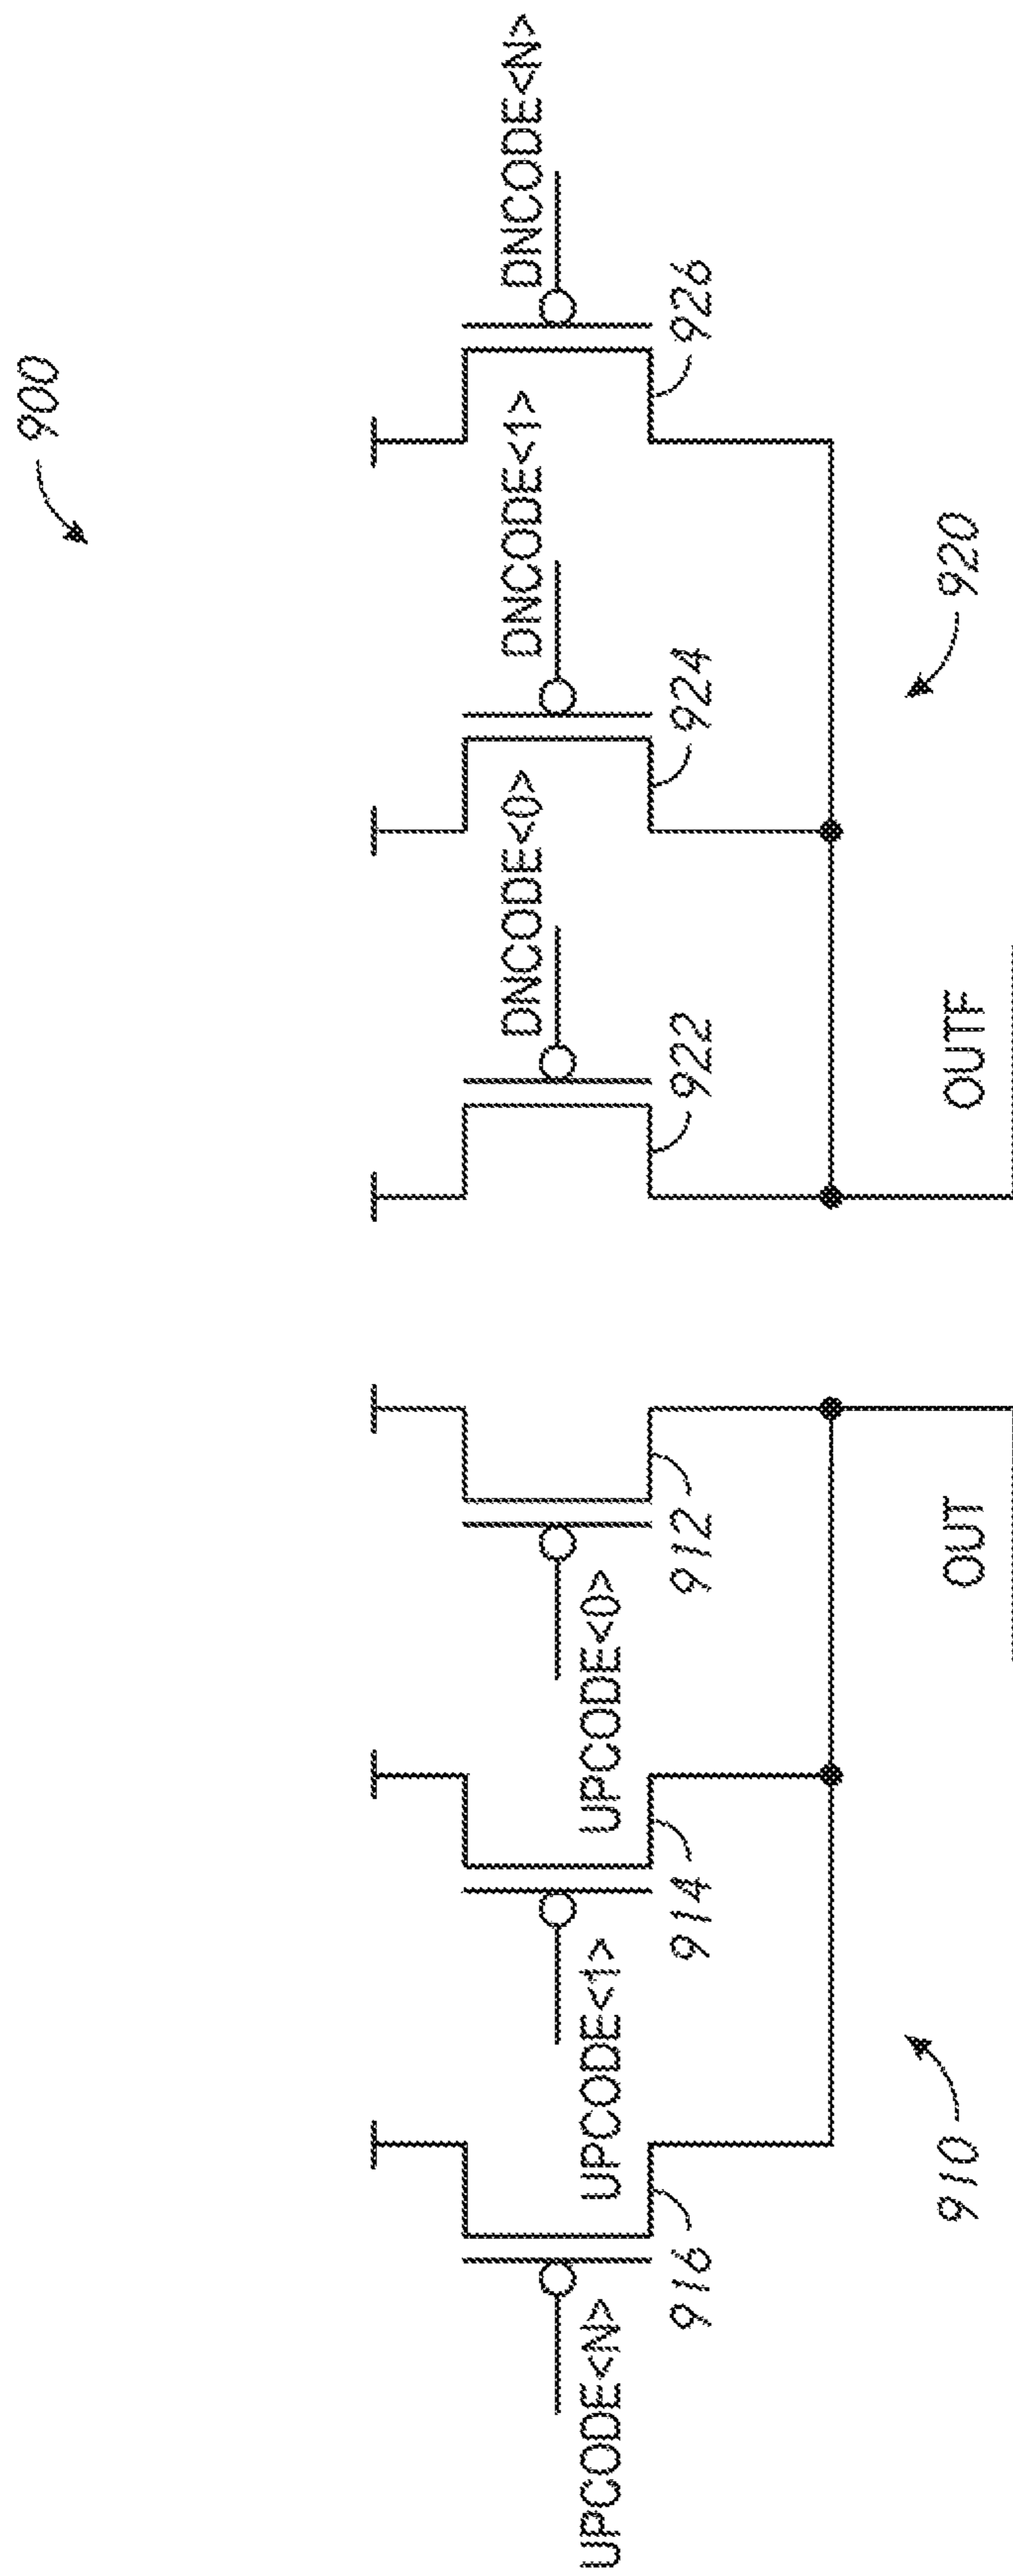 900
DNCODE<N>
926
DNCODE<1>
924
DNCODE<0>
922
920
OUTF
912
UPCODE<0>
OUT
914
UPCODE<1>
916
UPCODE<N>
910